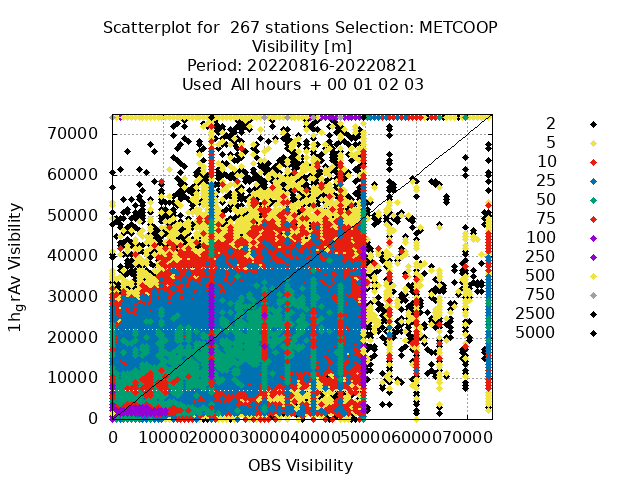 Scatterplot for  267 stations Selection: METCOOP
Visibility [m]
Period: 20220816-20220821
Used  All hours  + 00 01 02 03
70000
60000
50000
40000
30000
20000
10000
0
1hgrAv Visibility
0 10000 20000 30000 40000 50000 60000 70000
OBS Visibility
2
5
10
25
50
75
100
250
500
750
2500
5000